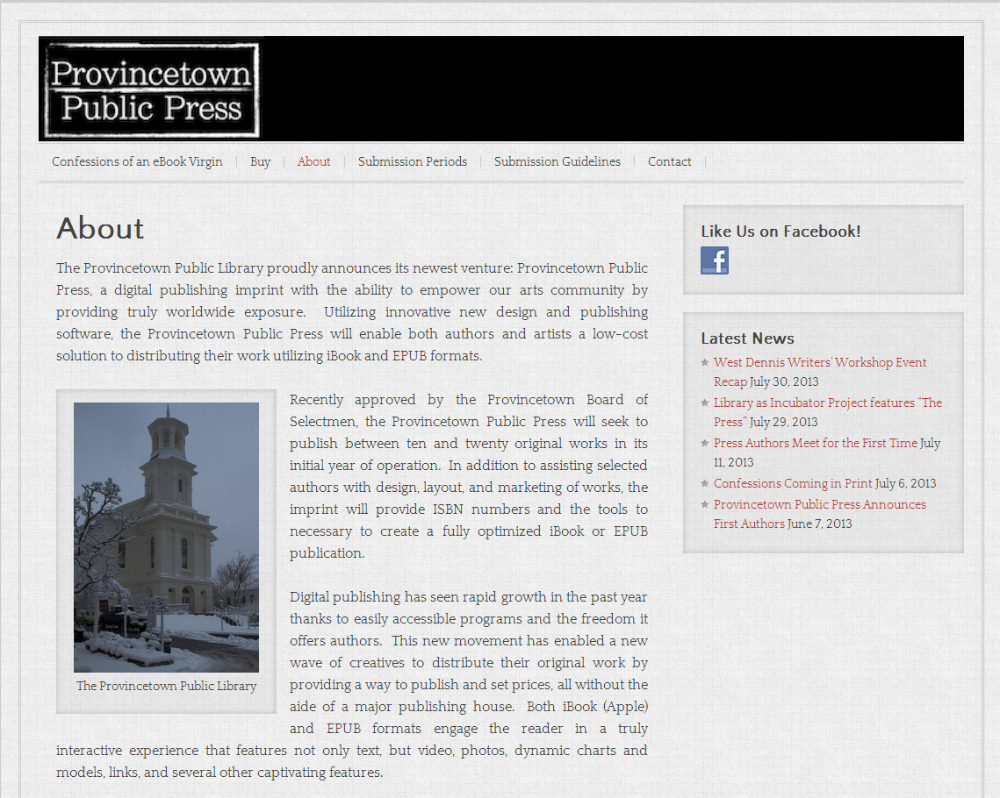 Provincetown
Public Press
Confessions of an eBook Virgin
Buy
About
Submission Periods
Submission Guidelines
Contact
About
The Provincetown Public Library proudly announces its newest venture: Provincetown Public
Press, a digital publishing imprint with the ability to empower our arts community by
providing truly worldwide exposure. Utilizing innovative new design and publishing
software, the Provincetown Public Press will enable both authors and artists a low-cost
solution to distributing their work utilizing iBook and EPUB formats.
The Provincetown Public Library
Recently approved by the Provincetown Board of
Selectmen, the Provincetown Public Press will seek to
publish between ten and twenty original works in its
initial year of operation. In addition to assisting selected
authors with design, layout, and marketing of works, the
imprint will provide ISBN numbers and the tools to
necessary to create a fully optimized iBook or EPUB
publication.
Digital publishing has seen rapid growth in the past year
thanks to easily accessible programs and the freedom it
offers authors. This new movement has enabled a new
wave of creatives to distribute their original work by
providing a way to publish and set prices, all without the
aide of a major publishing house. Both iBook (Apple)
and EPUB formats engage the reader in a truly
interactive experience that features not only text, but video, photos, dynamic charts and
models, links, and several other captivating features.
Like Us on Facebook!
f
Latest News
West Dennis Writers' Workshop Event
Recap July 30, 2013
Library as Incubator Project features "The
Press" July 29, 2013
Press Authors Meet for the First Time July
11, 2013
Confessions Coming in Print July 6, 2013
Provincetown Public Press Announces
First Authors June 7, 2013